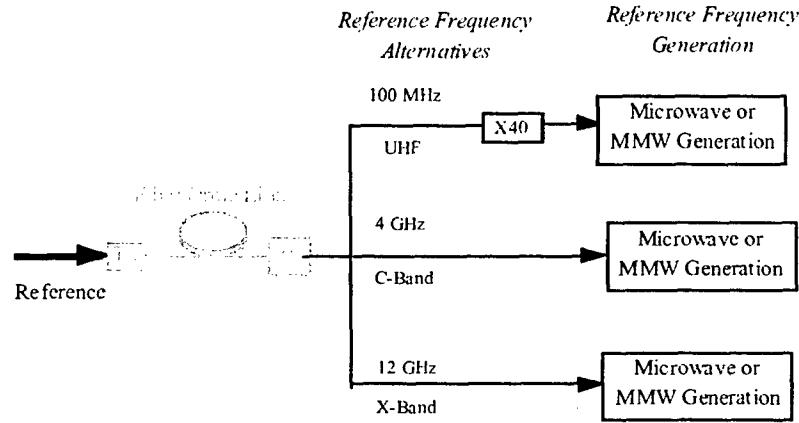 Reference Frequency
Alternatives
Reference Frequency
Generation
100 MHz
UHF
X40
Microwave or
MMW Generation
4 GHz
C-Band
Microwave or
MMW Generation
Reference
12 GHz
X-Band
Microwave or
MMW Generation